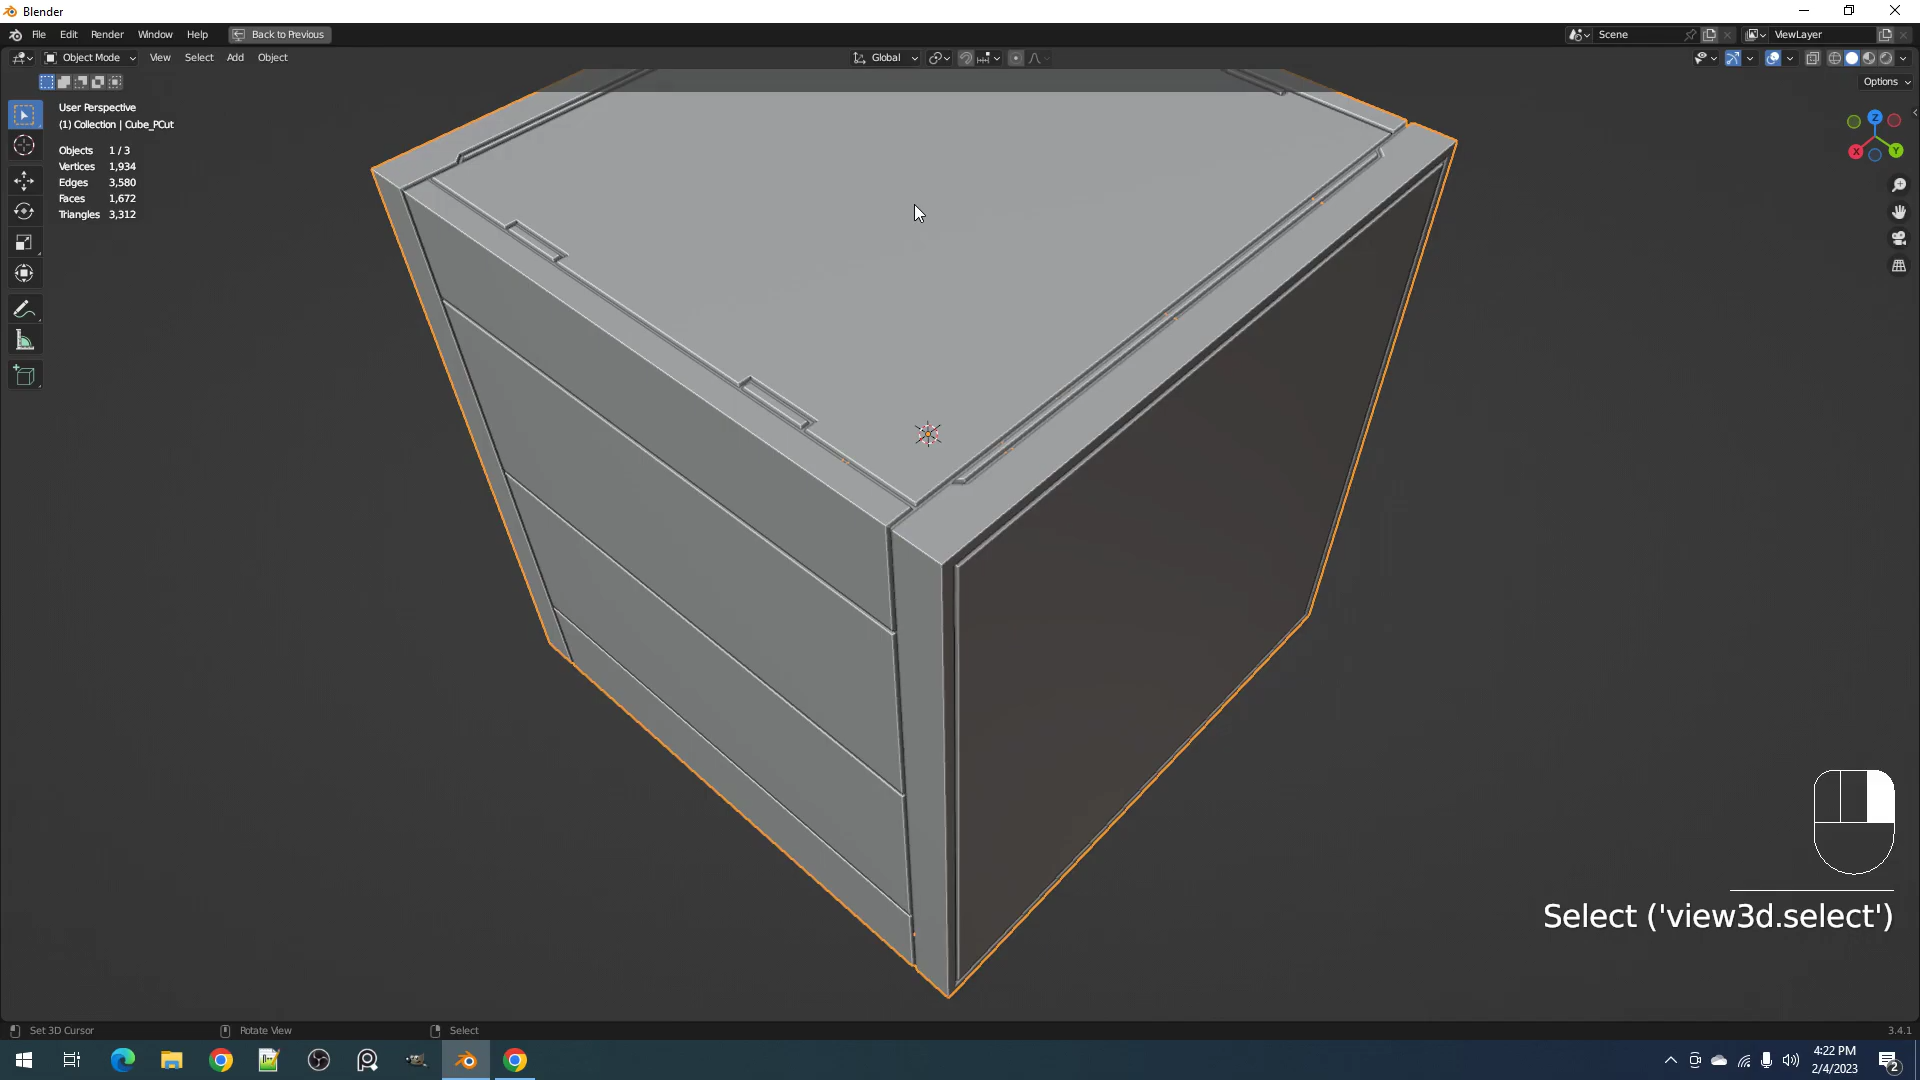 Blender
File Edit Render Window Help Back to Previous Scene ViewLayer
Object Mode View Select Add Object Global
Options
User Perspective
(1) Collection | Cube_PCut
Objects 1 / 3
Vertices 1,934
Edges 3,580
Faces 1,672
Triangles 3,312
Z
X Y
Select ('view3d.select')
Set 3D Cursor Rotate View Select 3.4.1
4:22 PM
2/4/2023
2